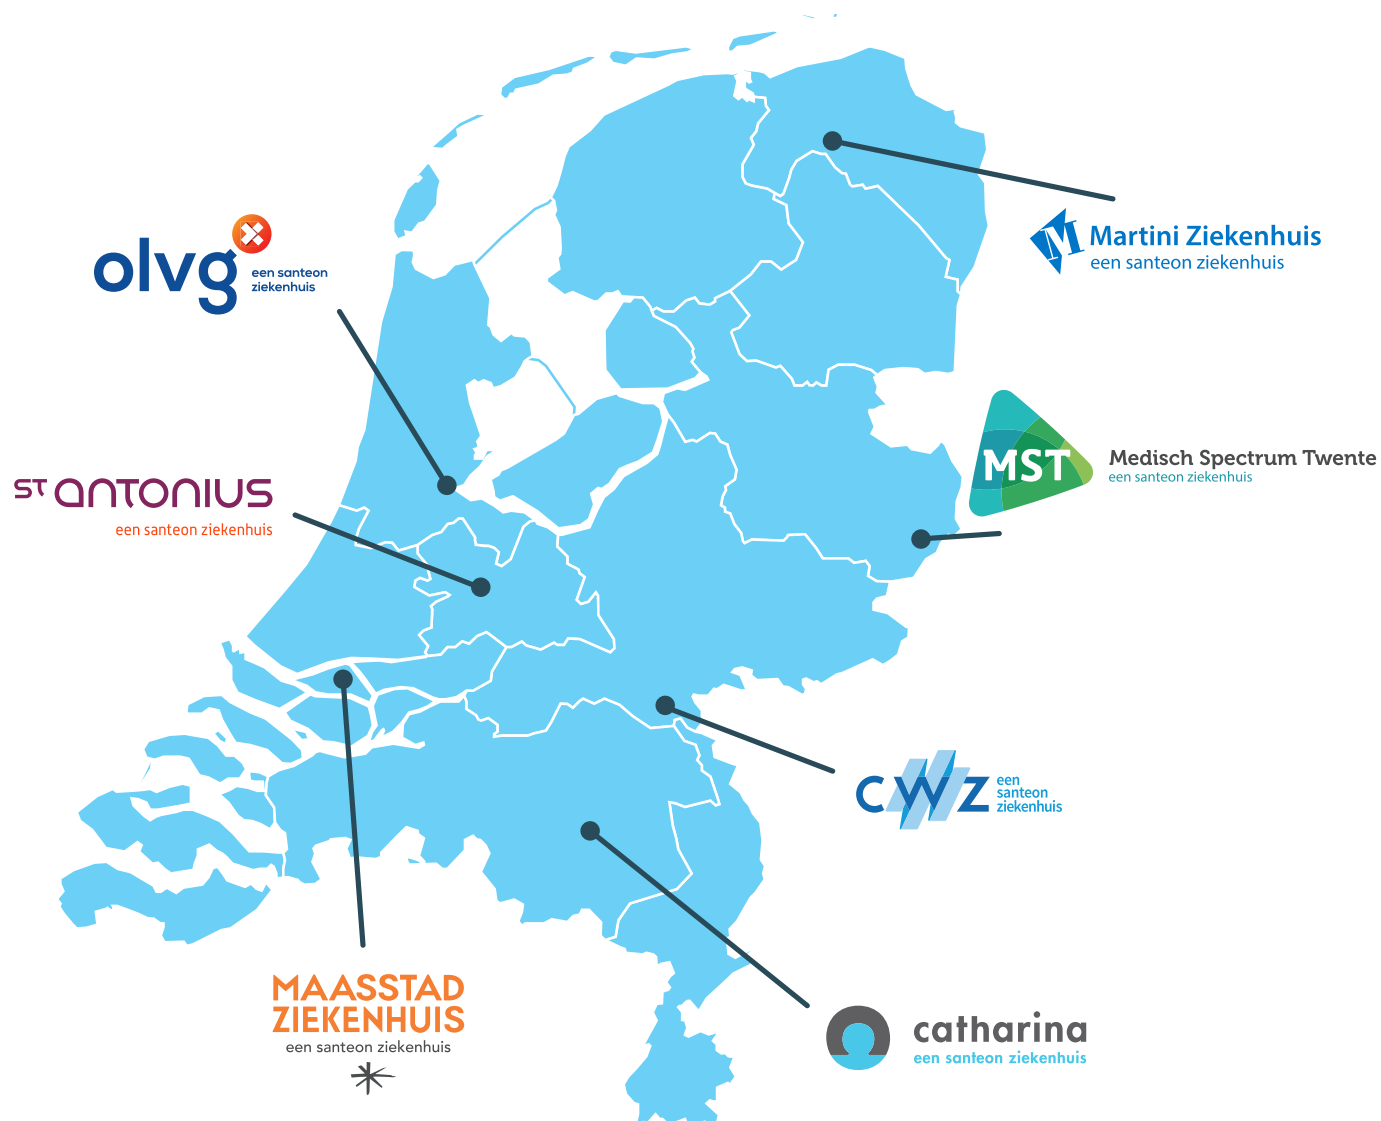 olvg
een santeon
ziekenhuis
Martini Ziekenhuis
een santeon ziekenhuis
M
MST
Medisch Spectrum Twente
een santeon ziekenhuis
ST ANTONIUS
een santeon ziekenhuis
CWZ
een
santeon
ziekenhuis
MAASSTAD
ZIEKENHUIS
een santeon ziekenhuis
catharina
een santeon ziekenhuis